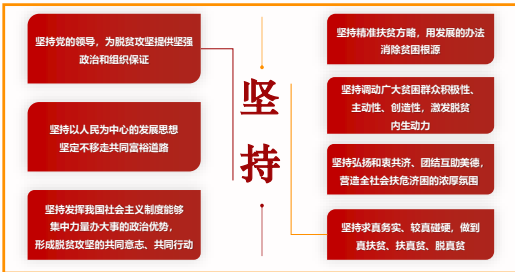 坚持党的领导，为脱贫攻坚提供坚强
政治和组织保证
坚持以人民为中心的发展思想
坚定不移走共同富裕道路
坚持发挥我国社会主义制度能够
集中力量办大事的政治优势，
形成脱贫攻坚的共同意志、共同行动
坚
持
坚持精准扶贫方略，用发展的办法
消除贫困根源
坚持调动广大贫困群众积极性、
主动性、创造性，激发脱贫
内生动力
坚持弘扬和衷共济、团结互助美德，
营造全社会扶危济困的浓厚氛围
坚持求真务实、较真碰硬，做到
真扶贫、扶真贫、脱真贫